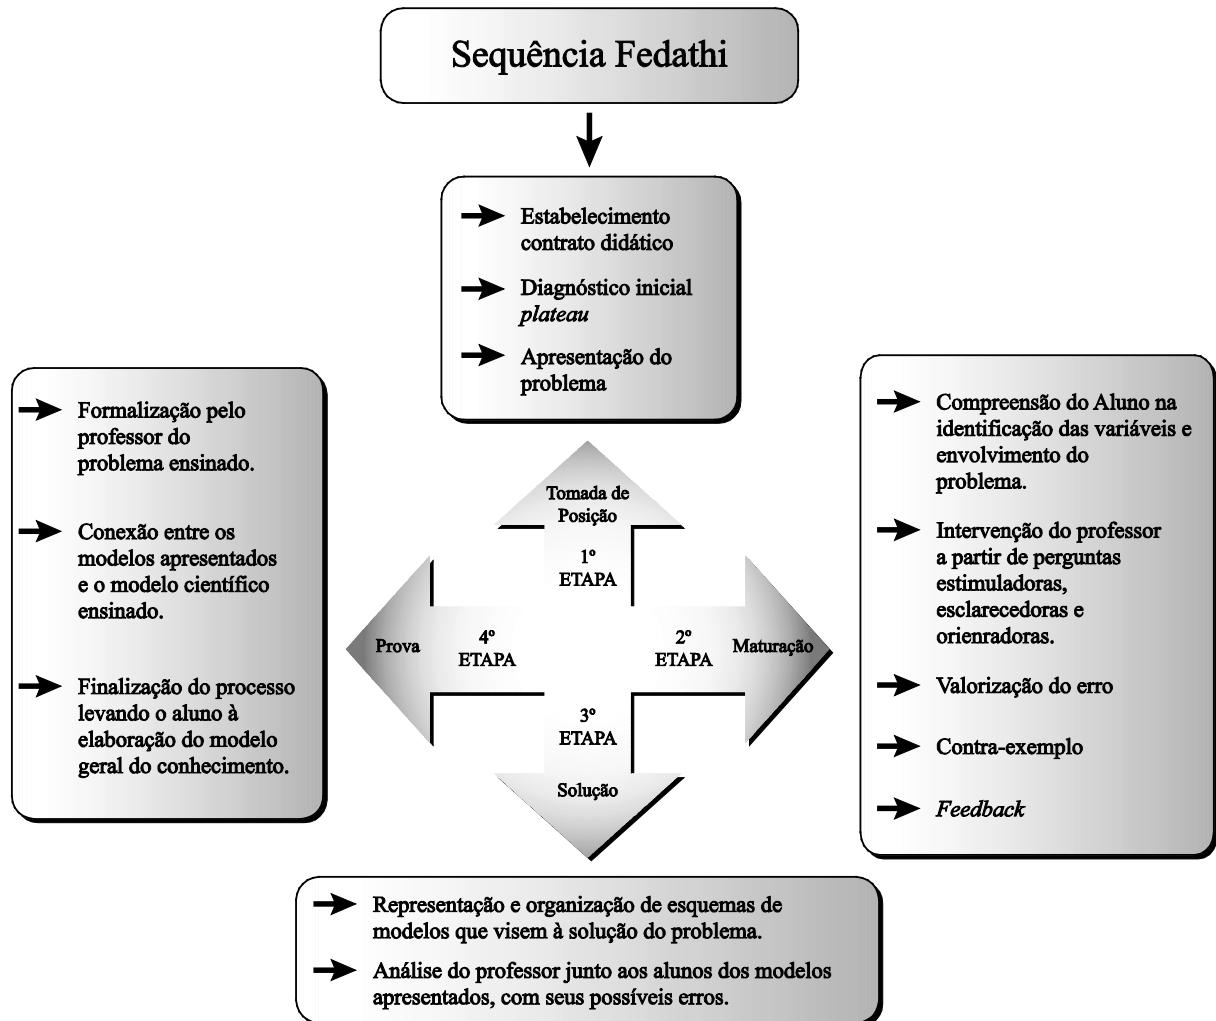 Sequência Fedathi
Estabelecimento
contrato didático
Diagnóstico inicial
plateau
Apresentação do
problema
Tomada de
Posição
1º
ETAPA
Compreensão do Aluno na
identificação das variáveis e
envolvimento do
problema.
Intervenção do professor
a partir de perguntas
estimuladoras,
esclarecedoras e
orienradoras.
Valorização do erro
Contra-exemplo
Feedback
2º
ETAPA
Maturação
3º
ETAPA
Solução
Representação e organização de esquemas de
modelos que visem à solução do problema.
Análise do professor junto aos alunos dos modelos
apresentados, com seus possíveis erros.
Prova
4º
ETAPA
Formalização pelo
professor do
problema ensinado.
Conexão entre os
modelos apresentados
e o modelo científico
ensinado.
Finalização do processo
levando o aluno à
elaboração do modelo
geral do conhecimento.